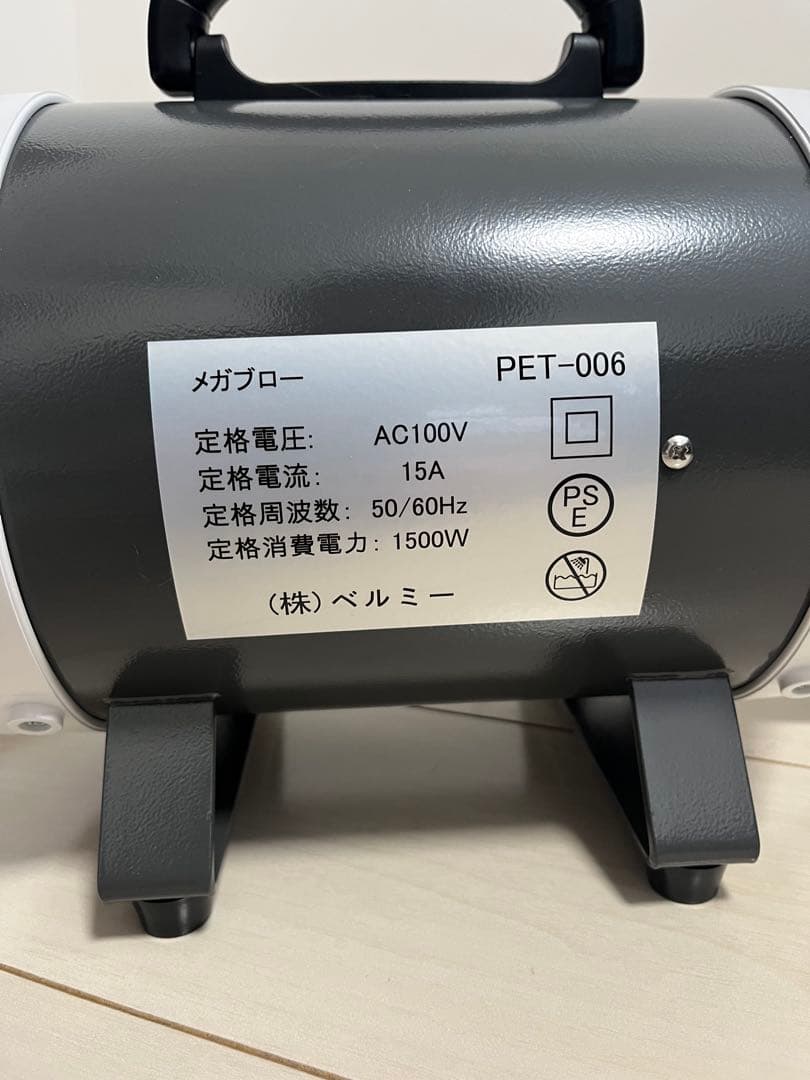 メガブロー PET-006
定格電圧: AC100V
定格電流: 15A
定格周波数: 50/60Hz
定格消費電力: 1500W
PS
E
(株)ベルミー